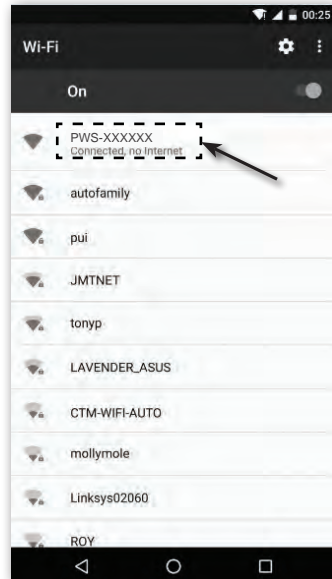 00:25
Wi-Fi
On
PWS-XXXXXX
Connected, no Internet
autofamily
pui
JMTNET
tonyp
LAVENDER_ASUS
CTM-WIFI-AUTO
mollymole
Linksys02060
ROY